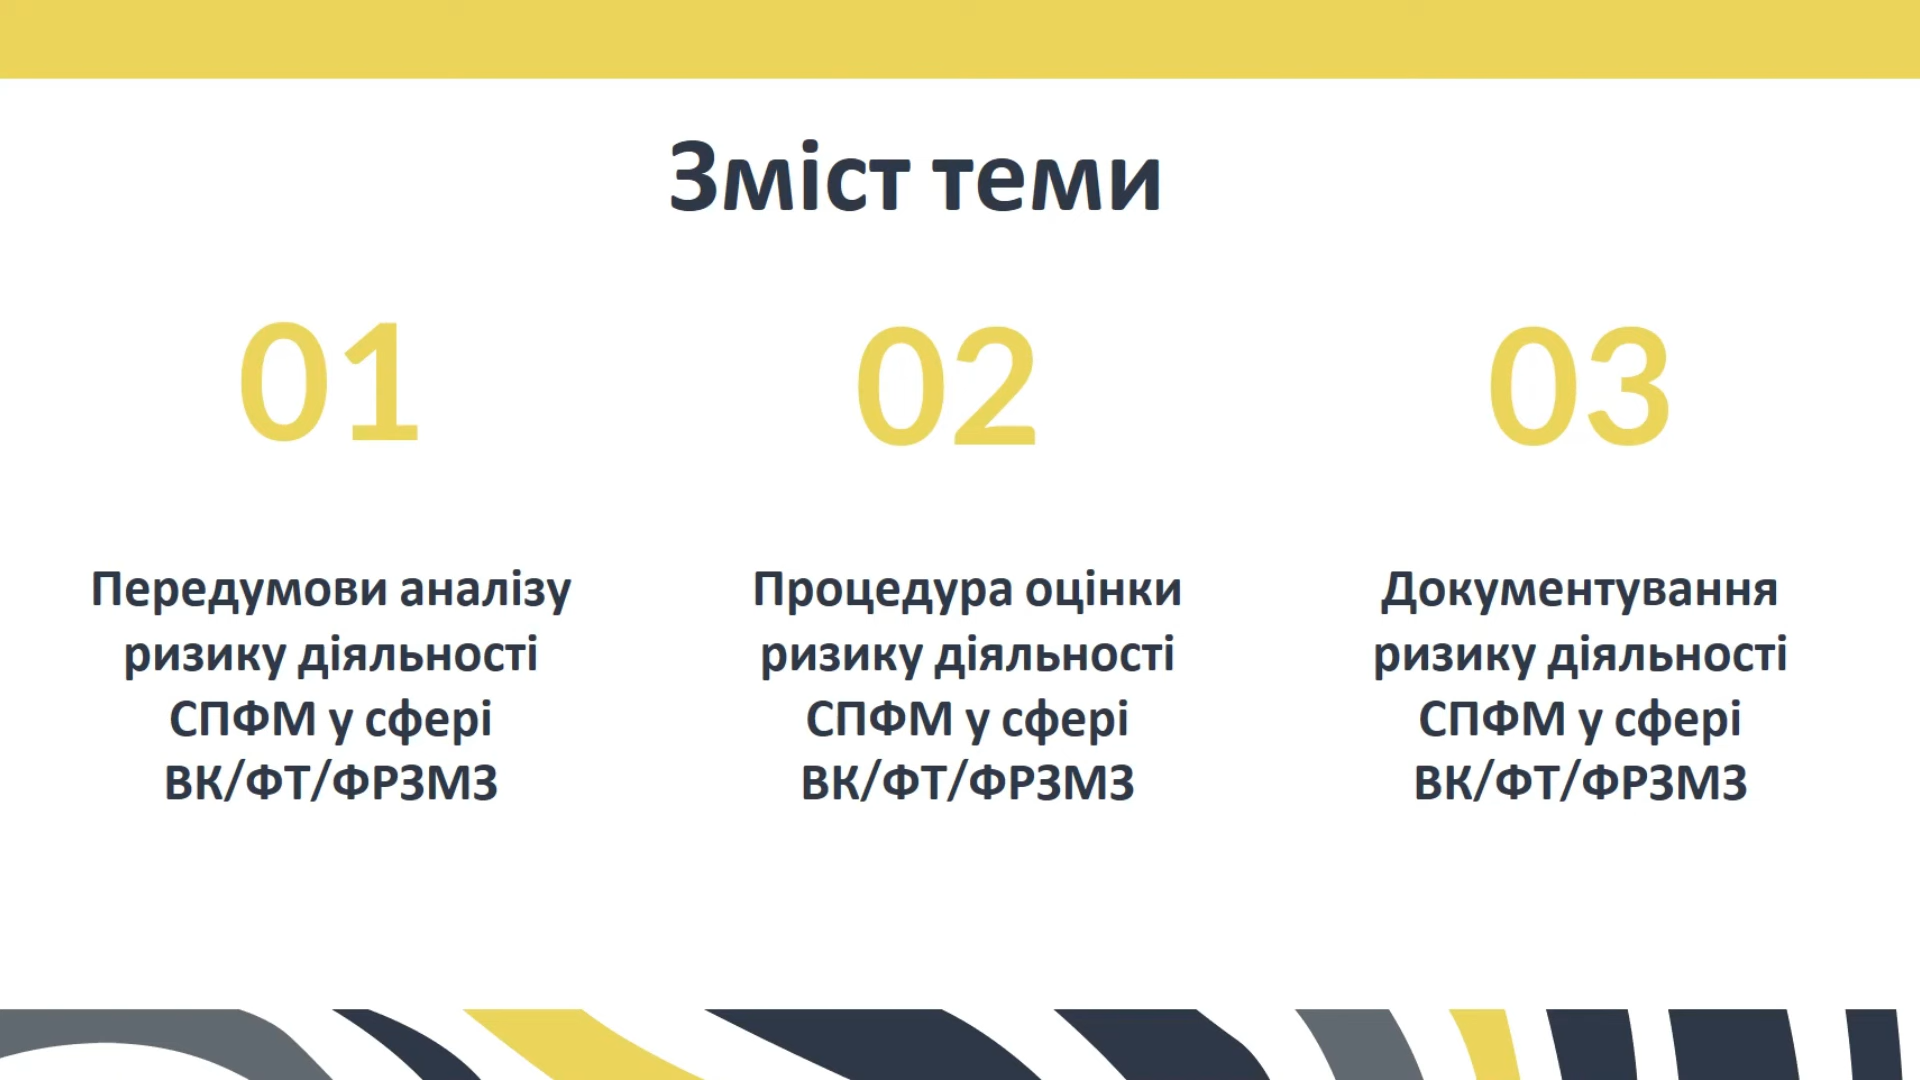 Зміст теми
01
Передумови аналізу
ризику діяльності
СПФМ у сфері
ВК/ФТ/ФРЗМЗ
02
Процедура оцінки
ризику діяльності
СПФМ у сфері
ВК/ФТ/ФРЗМЗ
03
Документування
ризику діяльності
СПФМ у сфері
ВК/ФТ/ФРЗМЗ